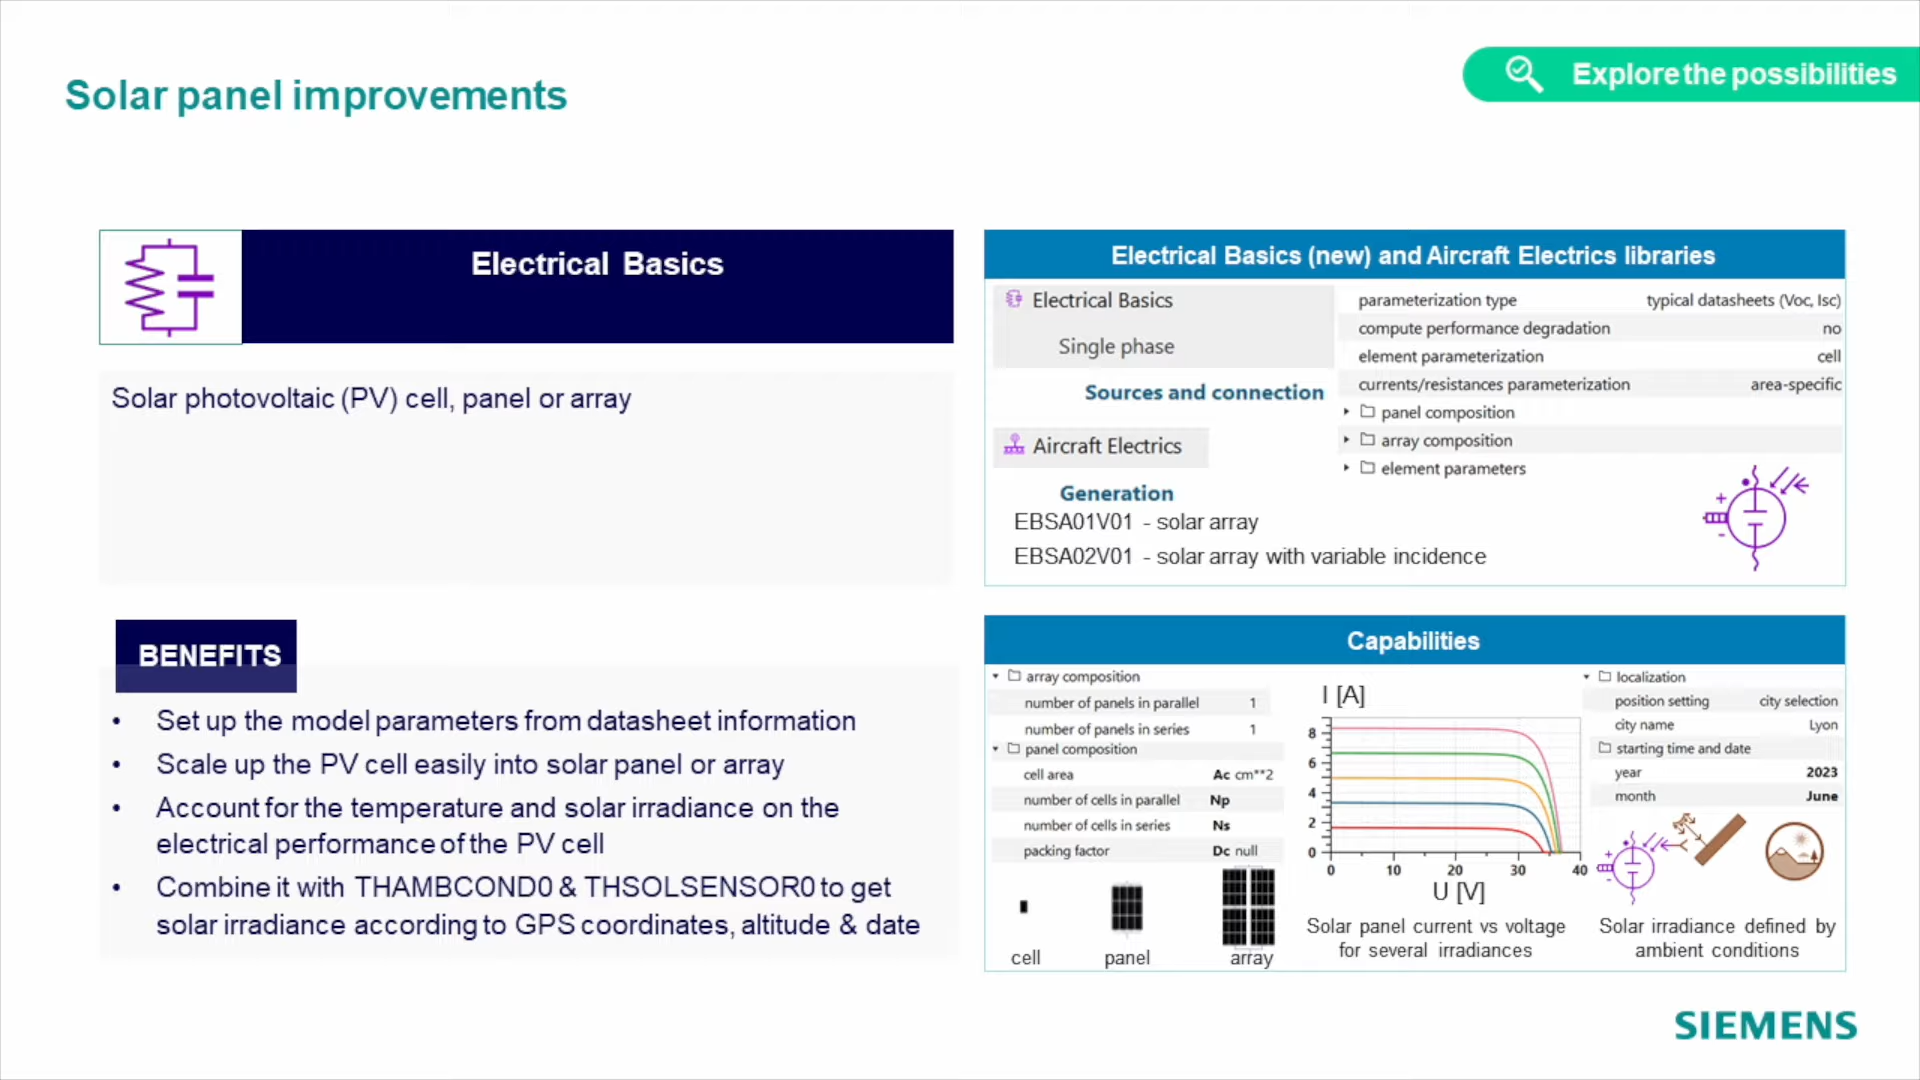 Solar panel improvements
Explore the possibilities
Electrical Basics
Solar photovoltaic (PV) cell, panel or array
BENEFITS
• Set up the model parameters from datasheet information
• Scale up the PV cell easily into solar panel or array
• Account for the temperature and solar irradiance on the
electrical performance of the PV cell
• Combine it with THAMBCOND0 & THSOLSENSOR0 to get
solar irradiance according to GPS coordinates, altitude & date
Electrical Basics (new) and Aircraft Electrics libraries
Electrical Basics
Single phase
Sources and connection
Aircraft Electrics
Generation
EBSA01V01 - solar array
EBSA02V01 - solar array with variable incidence
parameterization type typical datasheets (Voc, Isc)
compute performance degradation no
element parameterization cell
currents/resistances parameterization area-specific
panel composition
array composition
element parameters
+
-
Capabilities
array composition
number of panels in parallel 1
number of panels in series 1
panel composition
cell area Ac cm**2
number of cells in parallel Np
number of cells in series Ns
packing factor Dc null
cell panel array
I [A]
8
6
4
2
0
0 10 20 30 40
U [V]
Solar panel current vs voltage
for several irradiances
localization
position setting city selection
city name Lyon
starting time and date
year 2023
month June
+
-
Solar irradiance defined by
ambient conditions
SIEMENS